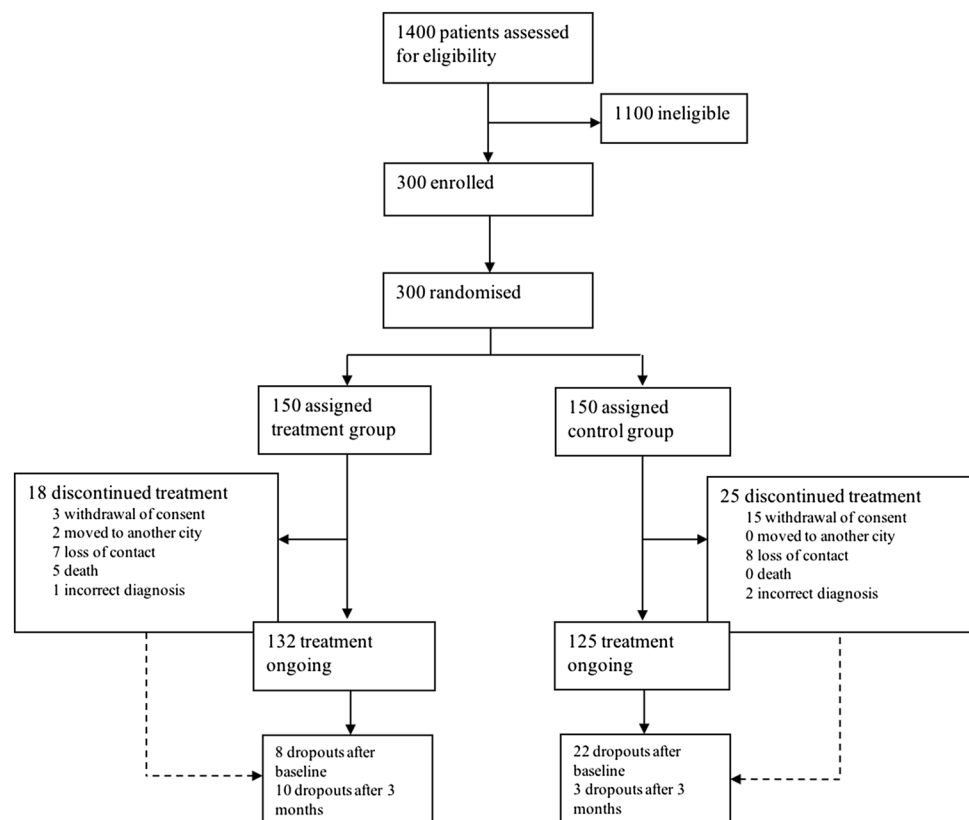 1400 patients assessed
for eligibility
1100 ineligible
300 enrolled
300 randomised
150 assigned
treatment group
150 assigned
control group
18 discontinued treatment
3 withdrawal of consent
2 moved to another city
7 loss of contact
5 death
1 incorrect diagnosis
25 discontinued treatment
15 withdrawal of consent
0 moved to another city
8 loss of contact
0 death
2 incorrect diagnosis
132 treatment
ongoing
125 treatment
ongoing
8 dropouts after
baseline
10 dropouts after 3
months
22 dropouts after
baseline
3 dropouts after 3
months